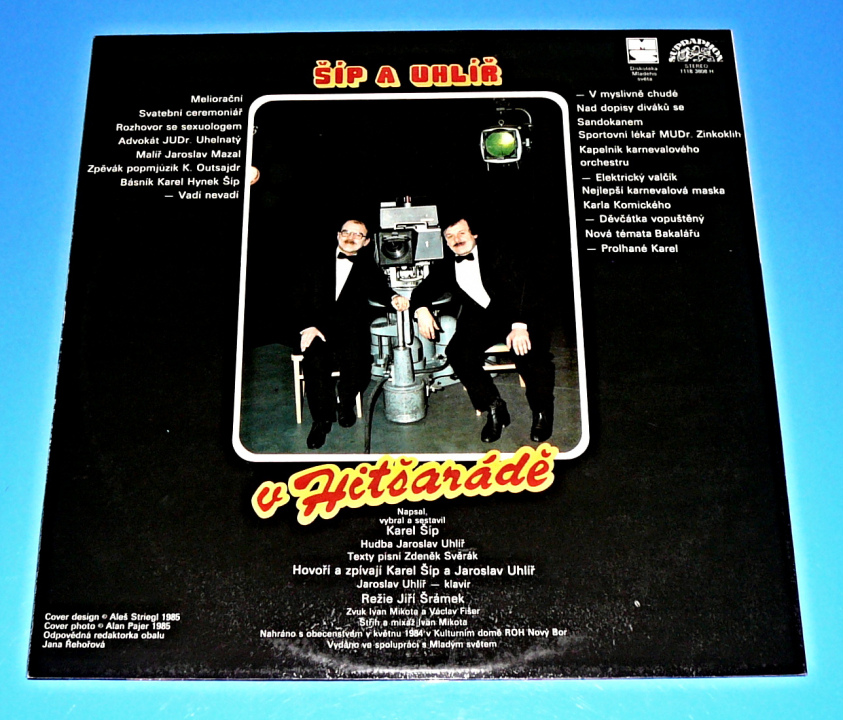 ŠÍP A UHLÍŘ
Diskotéka
Mladého
světa
SUPRAPHON
STEREO
1118 3808 H
Meliorační
Svatební ceremoniář
Rozhovor se sexuologem
Advokát JUDr. Uhelnatý
Malíř Jaroslav Mazal
Zpěvák popmjúzik K. Outsajdr
Básník Karel Hynek Šíp
— Vadí nevadí
— V myslivně chudé
Nad dopisy diváků se
Sandokanem
Sportovní lékař MUDr. Zinkoklih
Kapelník karnevalového
orchestru
— Elektrický valčík
Nejlepší karnevalová maska
Karla Komického
— Děvčátka vopuštěný
Nová témata Bakalářu
— Prolhané Karel
v Hitšarádě
Napsal,
vybral a sestavil
Karel Šíp
Hudba Jaroslav Uhlíř
Texty písní Zdeněk Svěrák
Hovoří a zpívají Karel Šíp a Jaroslav Uhlíř
Jaroslav Uhlíř — klavír
Režie Jiří Šrámek
Zvuk Ivan Mikota a Václav Fišer
Střih a mixáž Ivan Mikota
Nahráno s obecenstvem v květnu 1984 v Kulturním domě ROH Nový Bor
Vydáno ve spolupráci s Mladým světem
Cover design © Aleš Striegl 1985
Cover photo © Alan Pajer 1985
Odpovědná redaktorka obalu
Jana Řehořová